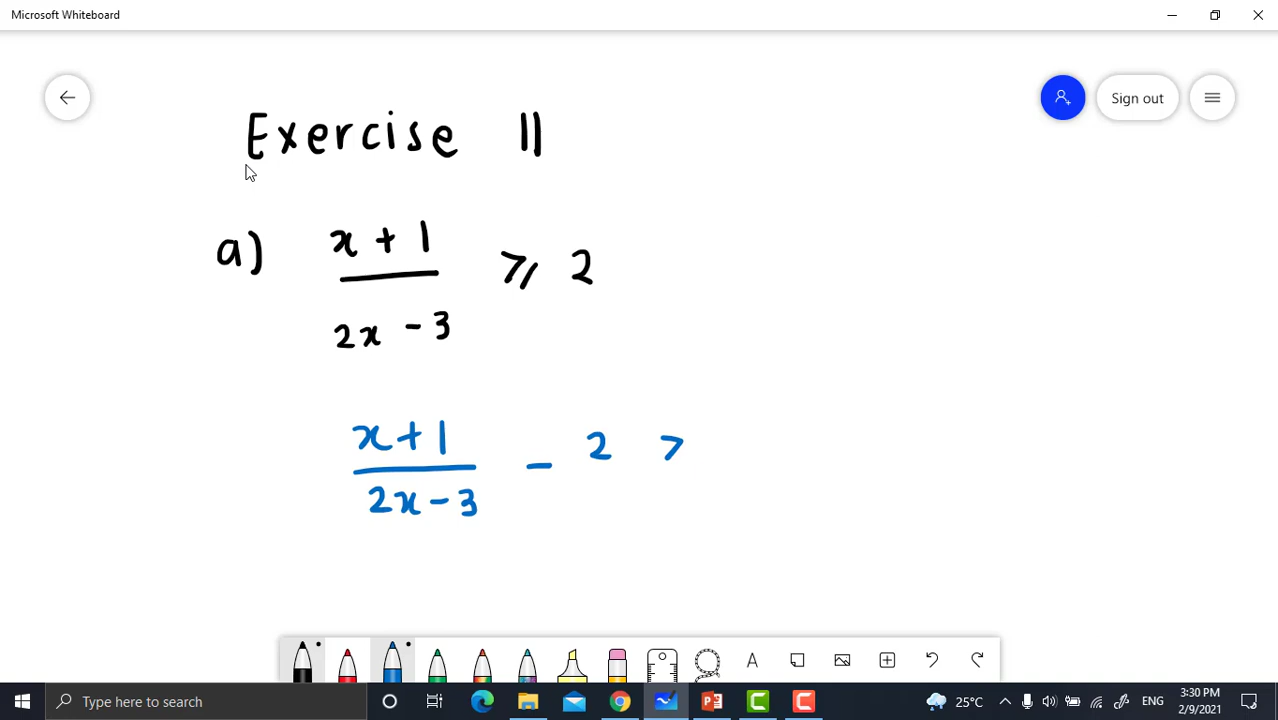 Microsoft Whiteboard
Sign out
Exercise 11
a) x + 1
⩾ 2
2x - 3
x + 1
- 2 >
2x - 3
A
Type here to search
25°C
ENG
3:30 PM
2/9/2021